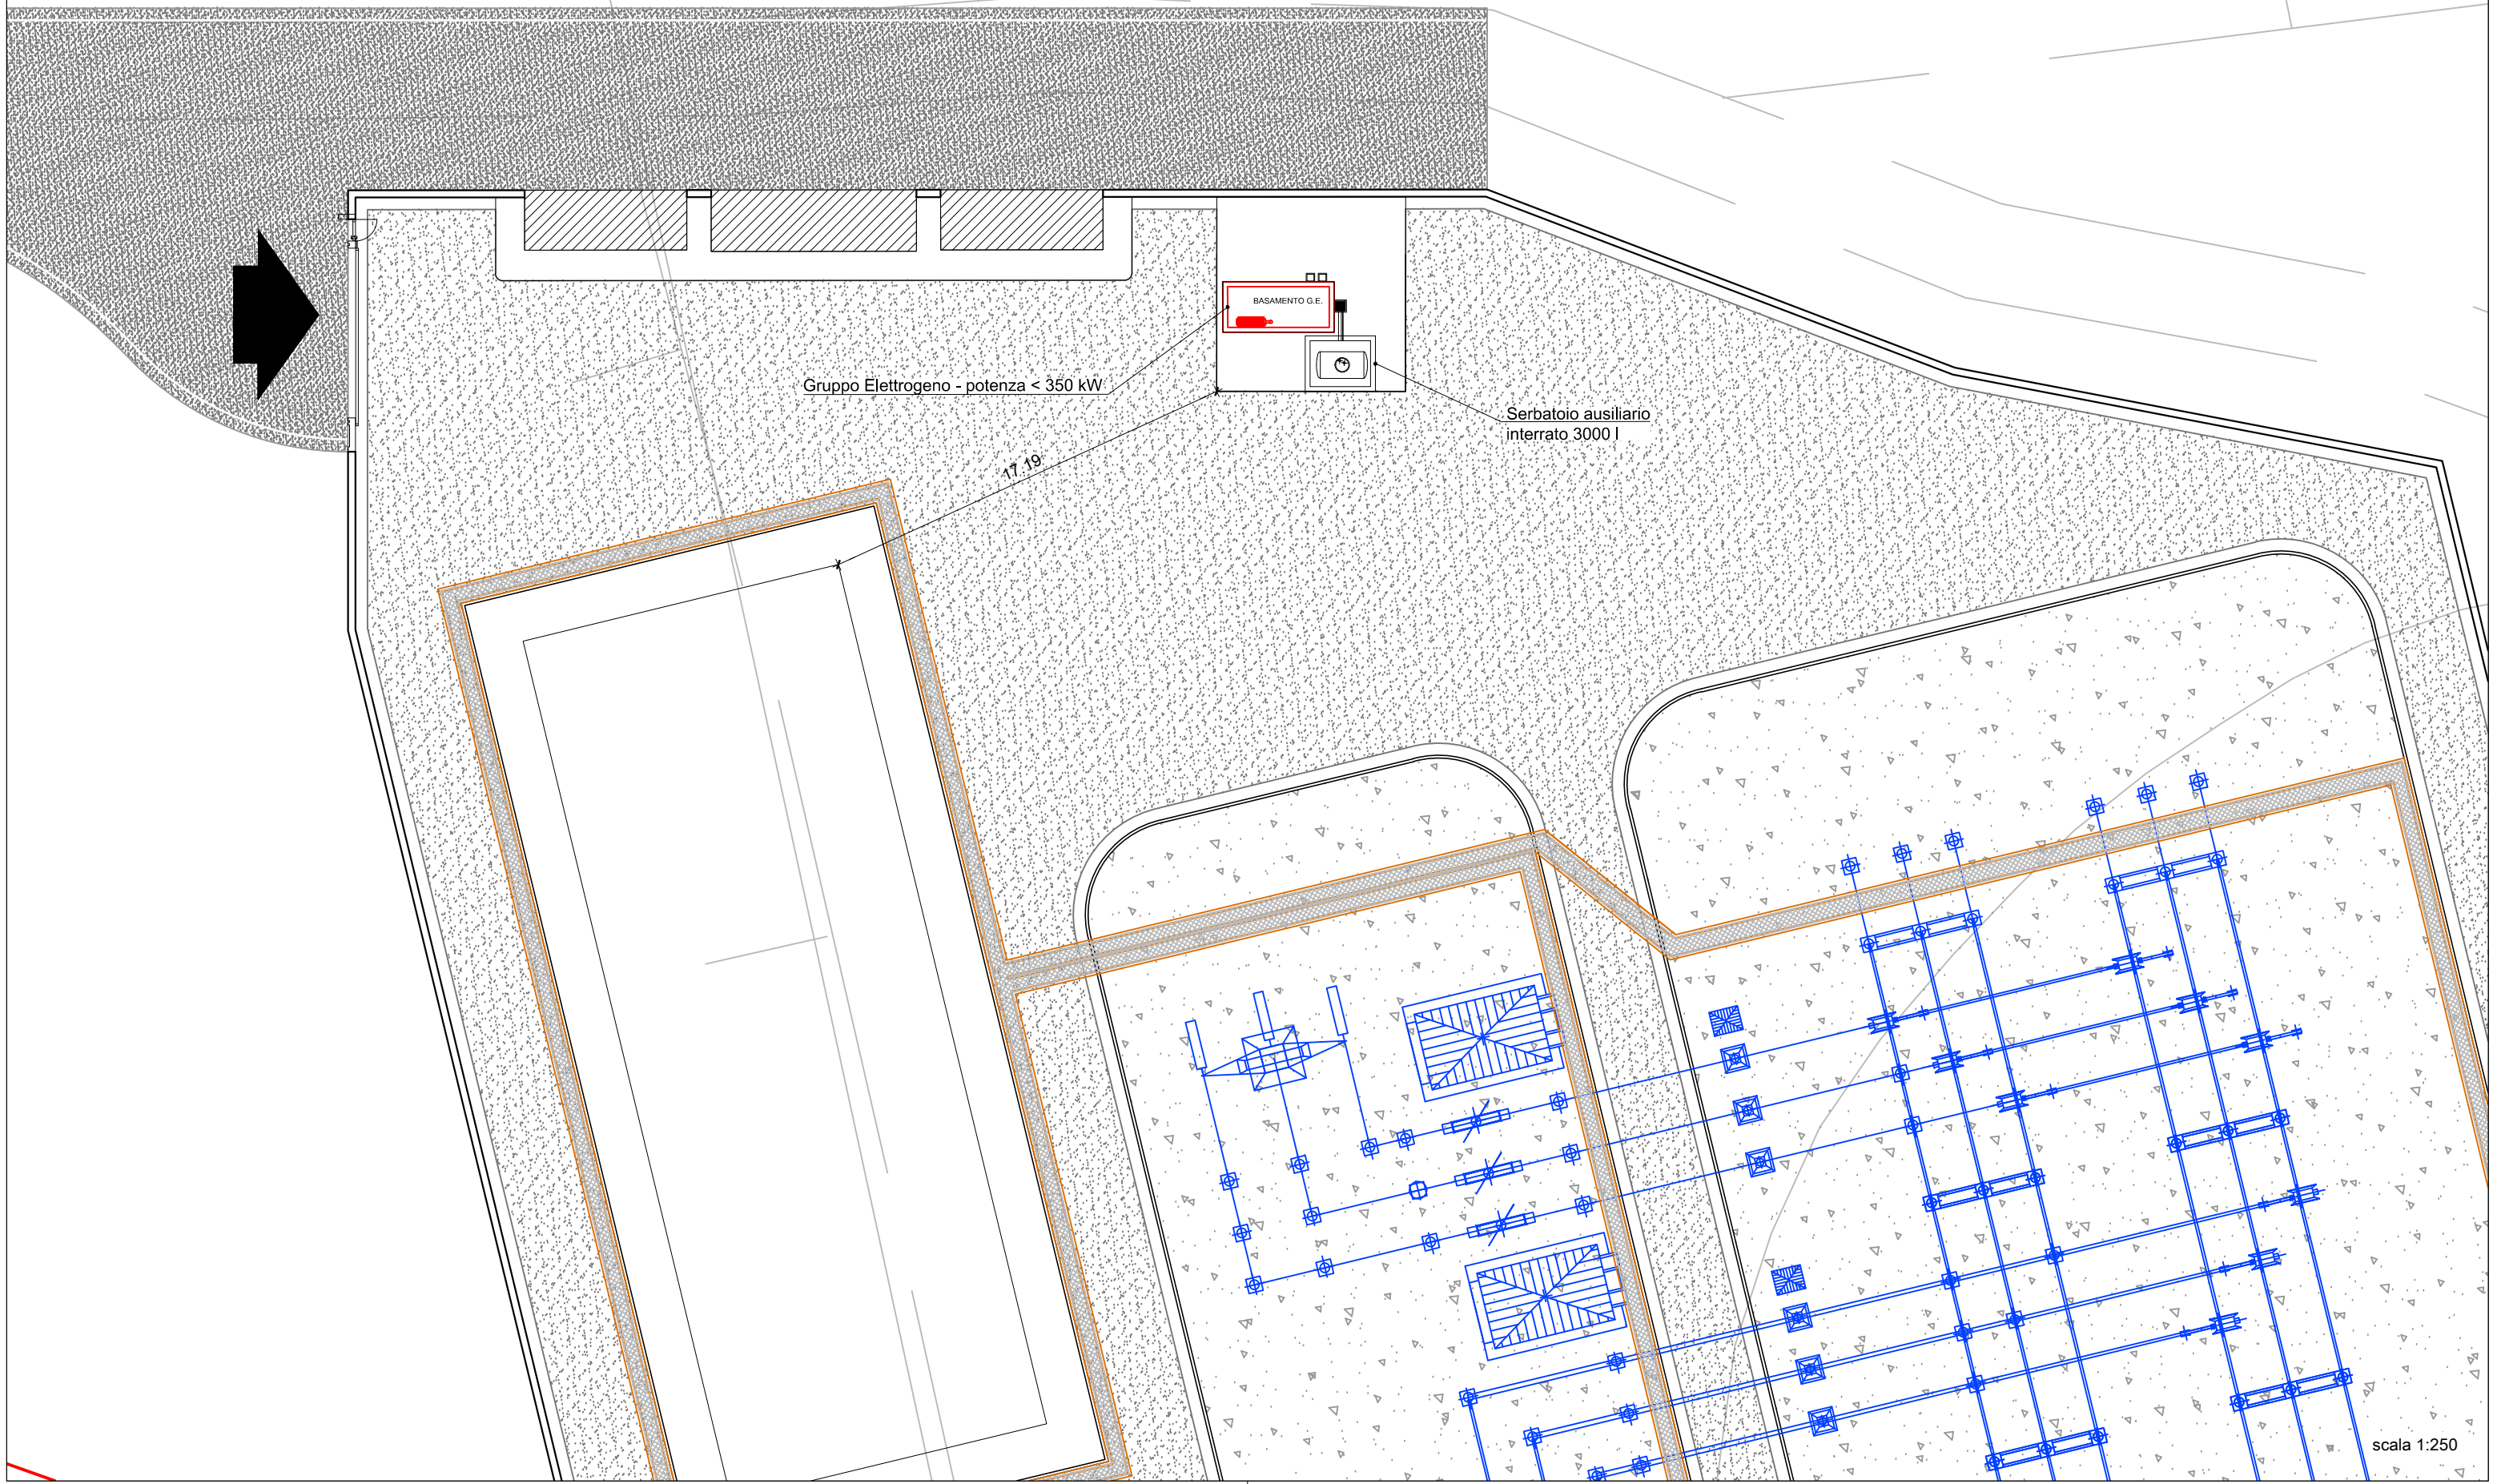 BASAMENTO G.E.
Gruppo Elettrogeno - potenza < 350 kW
Serbatoio ausiliario
interrato 3000 l
17.19
scala 1:250